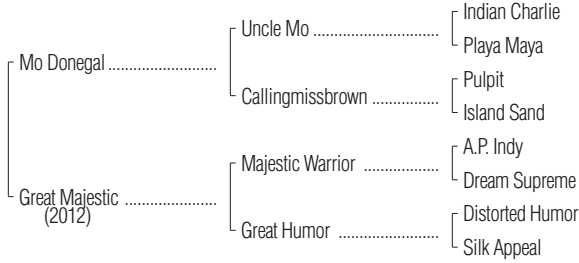 Indian Charlie
Uncle Mo ................................
Playa Maya
Mo Donegal ............................
Pulpit
Callingmissbrown .................
Island Sand
A.P. Indy
Majestic Warrior ...................
Dream Supreme
Great Majestic .......................
(2012)
Distorted Humor
Great Humor .........................
Silk Appeal